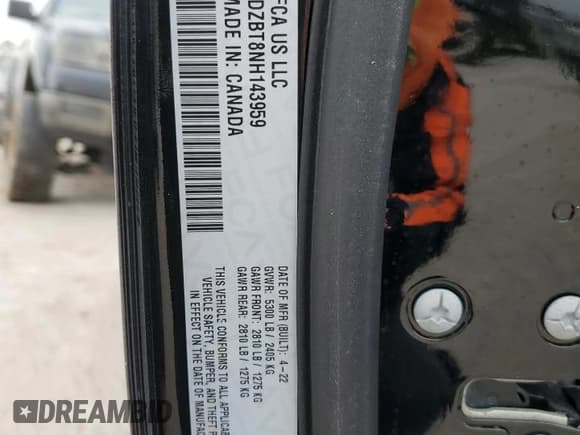 FCA US LLC
DZBT8NH143959
MADE IN: CANADA
DATE OF MFR (BUILT): 4-22
GVWR: 5300 LB / 2405 KG
GAWR FRONT: 2810 LB / 1275 KG
GAWR REAR: 2810 LB / 1275 KG
THIS VEHICLE CONFORMS TO ALL APPLICAB
VEHICLE SAFETY, BUMPER, AND THEFT P
IN EFFECT ON THE DATE OF MANUFAC
DREAMBID